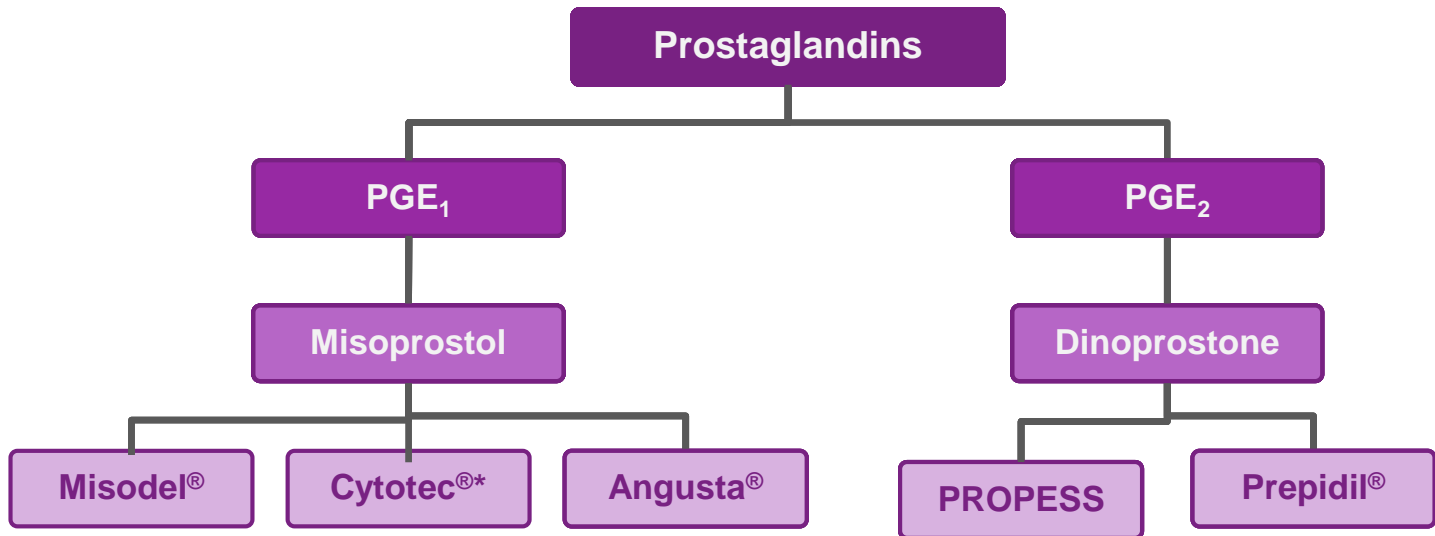 Prostaglandins
PGE₁
PGE₂
Misoprostol
Dinoprostone
Misodel®
Cytotec®*
Angusta®
PROPESS
Prepidil®